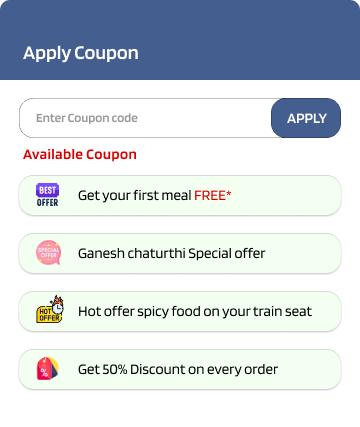 Apply Coupon
Enter Coupon code
APPLY
Available Coupon
BEST
OFFER
Get your first meal FREE*
SPECIAL
OFFER
Ganesh chaturthi Special offer
HOT
OFFER
Hot offer spicy food on your train seat
%
Get 50% Discount on every order